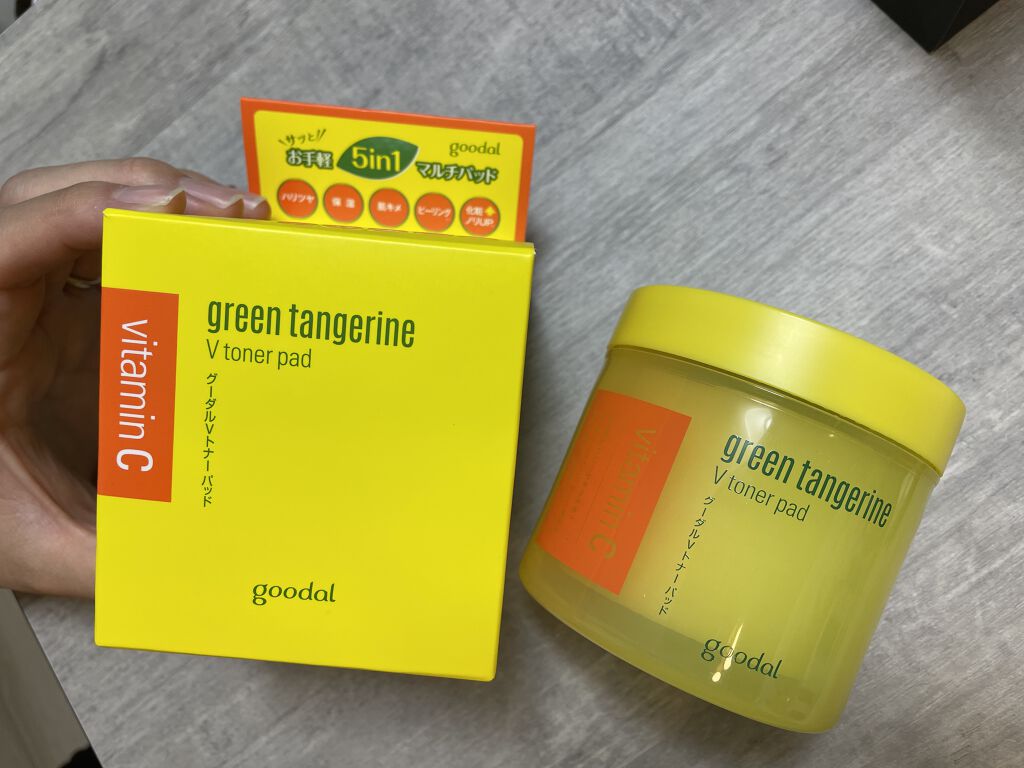 サッと!!
お手軽
5in1
マルチパッド
goodal
ハリツヤ
保湿
肌キメ
ピーリング
化粧
ノリUP
green tangerine
V toner pad
グーダルVトナーパッド
vitamin C
goodal
green tangerine
V toner pad
グーダルVトナーパッド
vitamin C
goodal